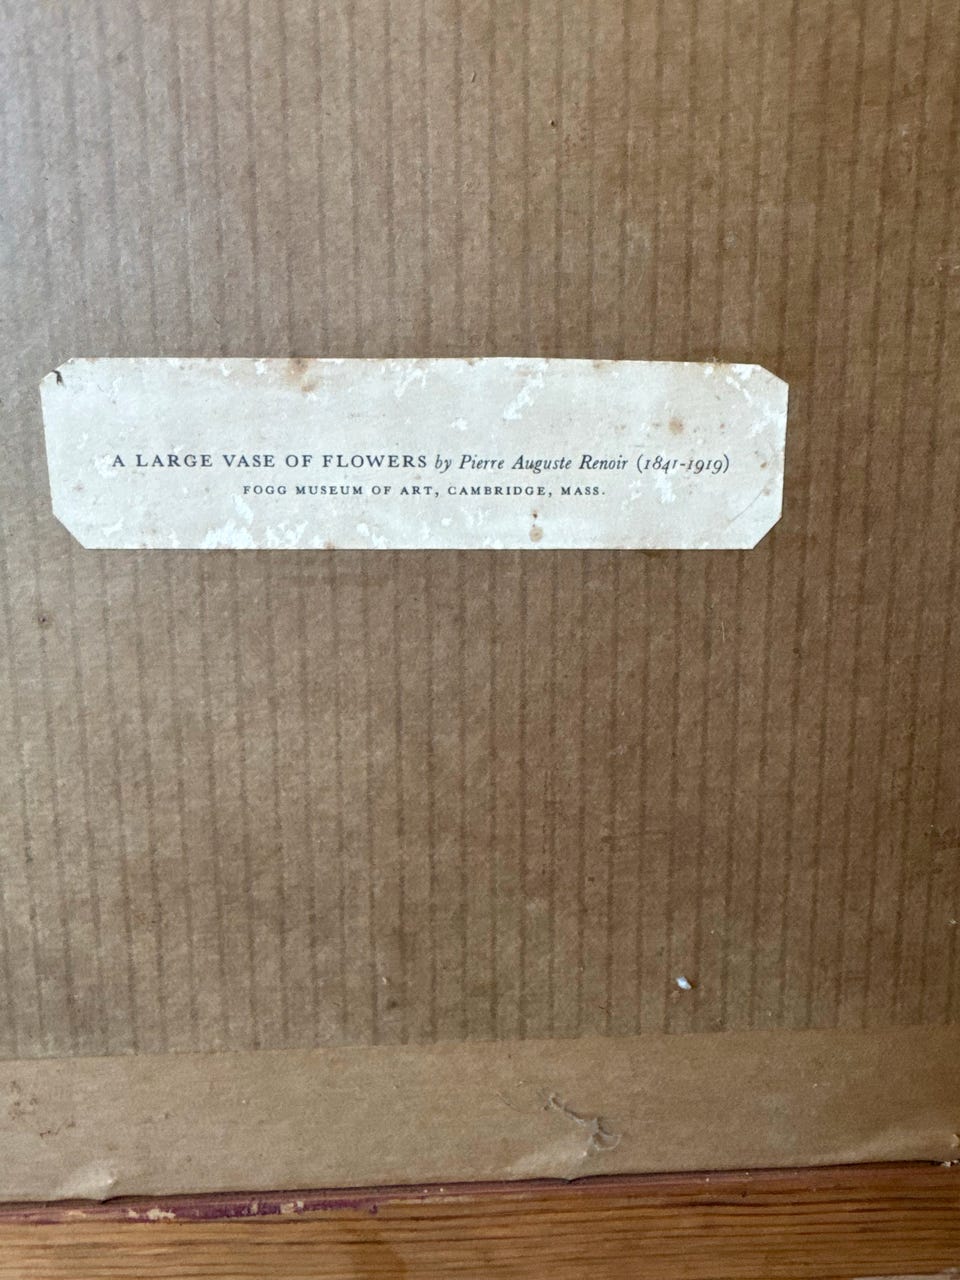 A LARGE VASE OF FLOWERS by Pierre Auguste Renoir (1841-1919)
FOGG MUSEUM OF ART, CAMBRIDGE, MASS.